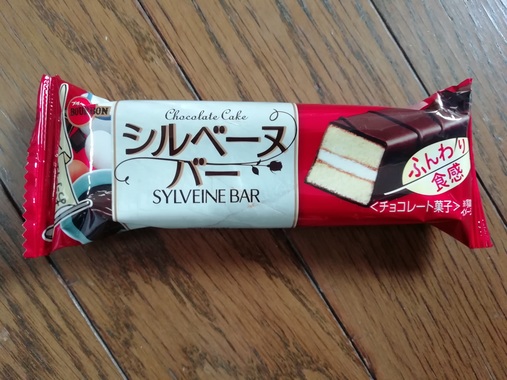 BOURBON
Chocolate Cake
シルベーヌ
バー
SYLVEINE BAR
ふんわり
食感
<チョコレート菓子>